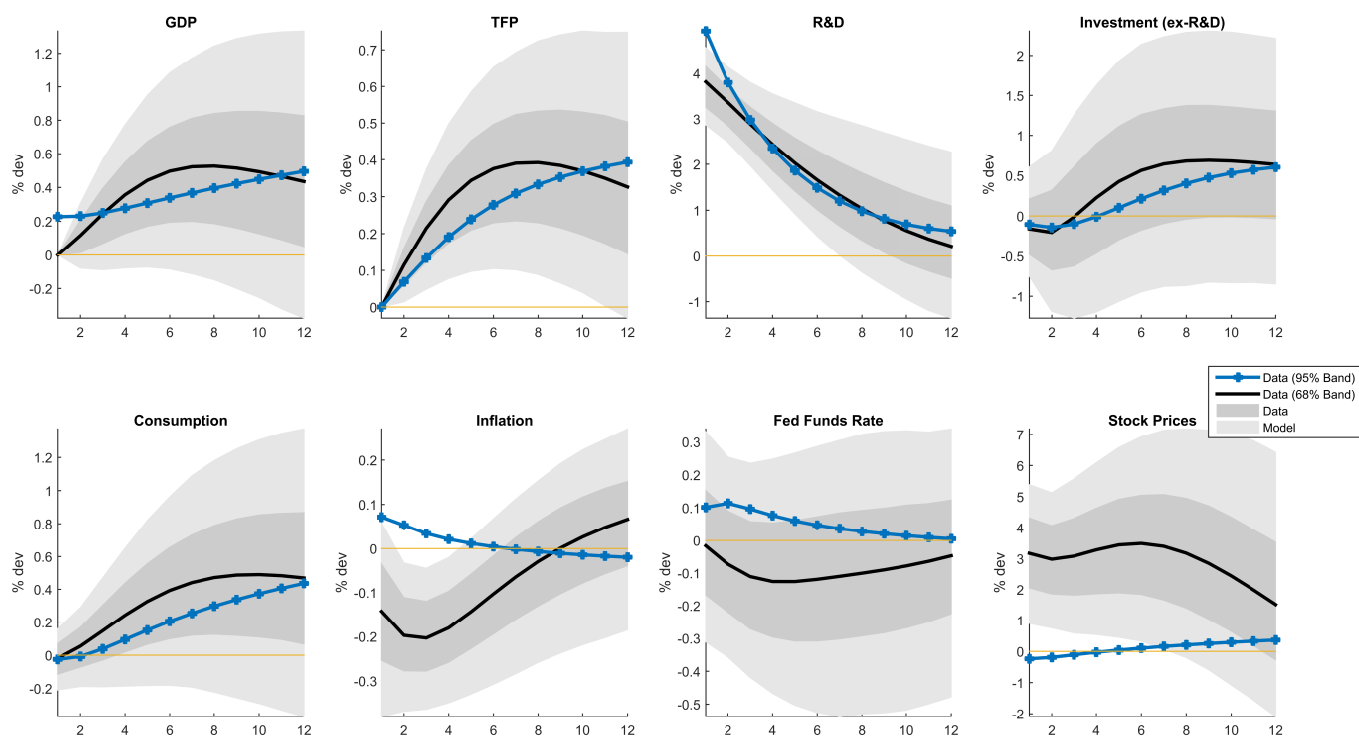 GDP
TFP
R&D
Investment (ex-R&D)
% dev
1.2
1
0.8
0.6
0.4
0.2
0
-0.2
2 4 6 8 10 12
% dev
0.7
0.6
0.5
0.4
0.3
0.2
0.1
0
2 4 6 8 10 12
% dev
4
3
2
1
0
-1
2 4 6 8 10 12
% dev
2
1.5
1
0.5
0
-0.5
-1
2 4 6 8 10 12
Data (95% Band)
Data (68% Band)
Data
Model
Consumption
Inflation
Fed Funds Rate
Stock Prices
% dev
1.2
1
0.8
0.6
0.4
0.2
0
-0.2
2 4 6 8 10 12
% dev
0.2
0.1
0
-0.1
-0.2
-0.3
2 4 6 8 10 12
% dev
0.3
0.2
0.1
0
-0.1
-0.2
-0.3
-0.4
-0.5
2 4 6 8 10 12
% dev
7
6
5
4
3
2
1
0
-1
-2
2 4 6 8 10 12